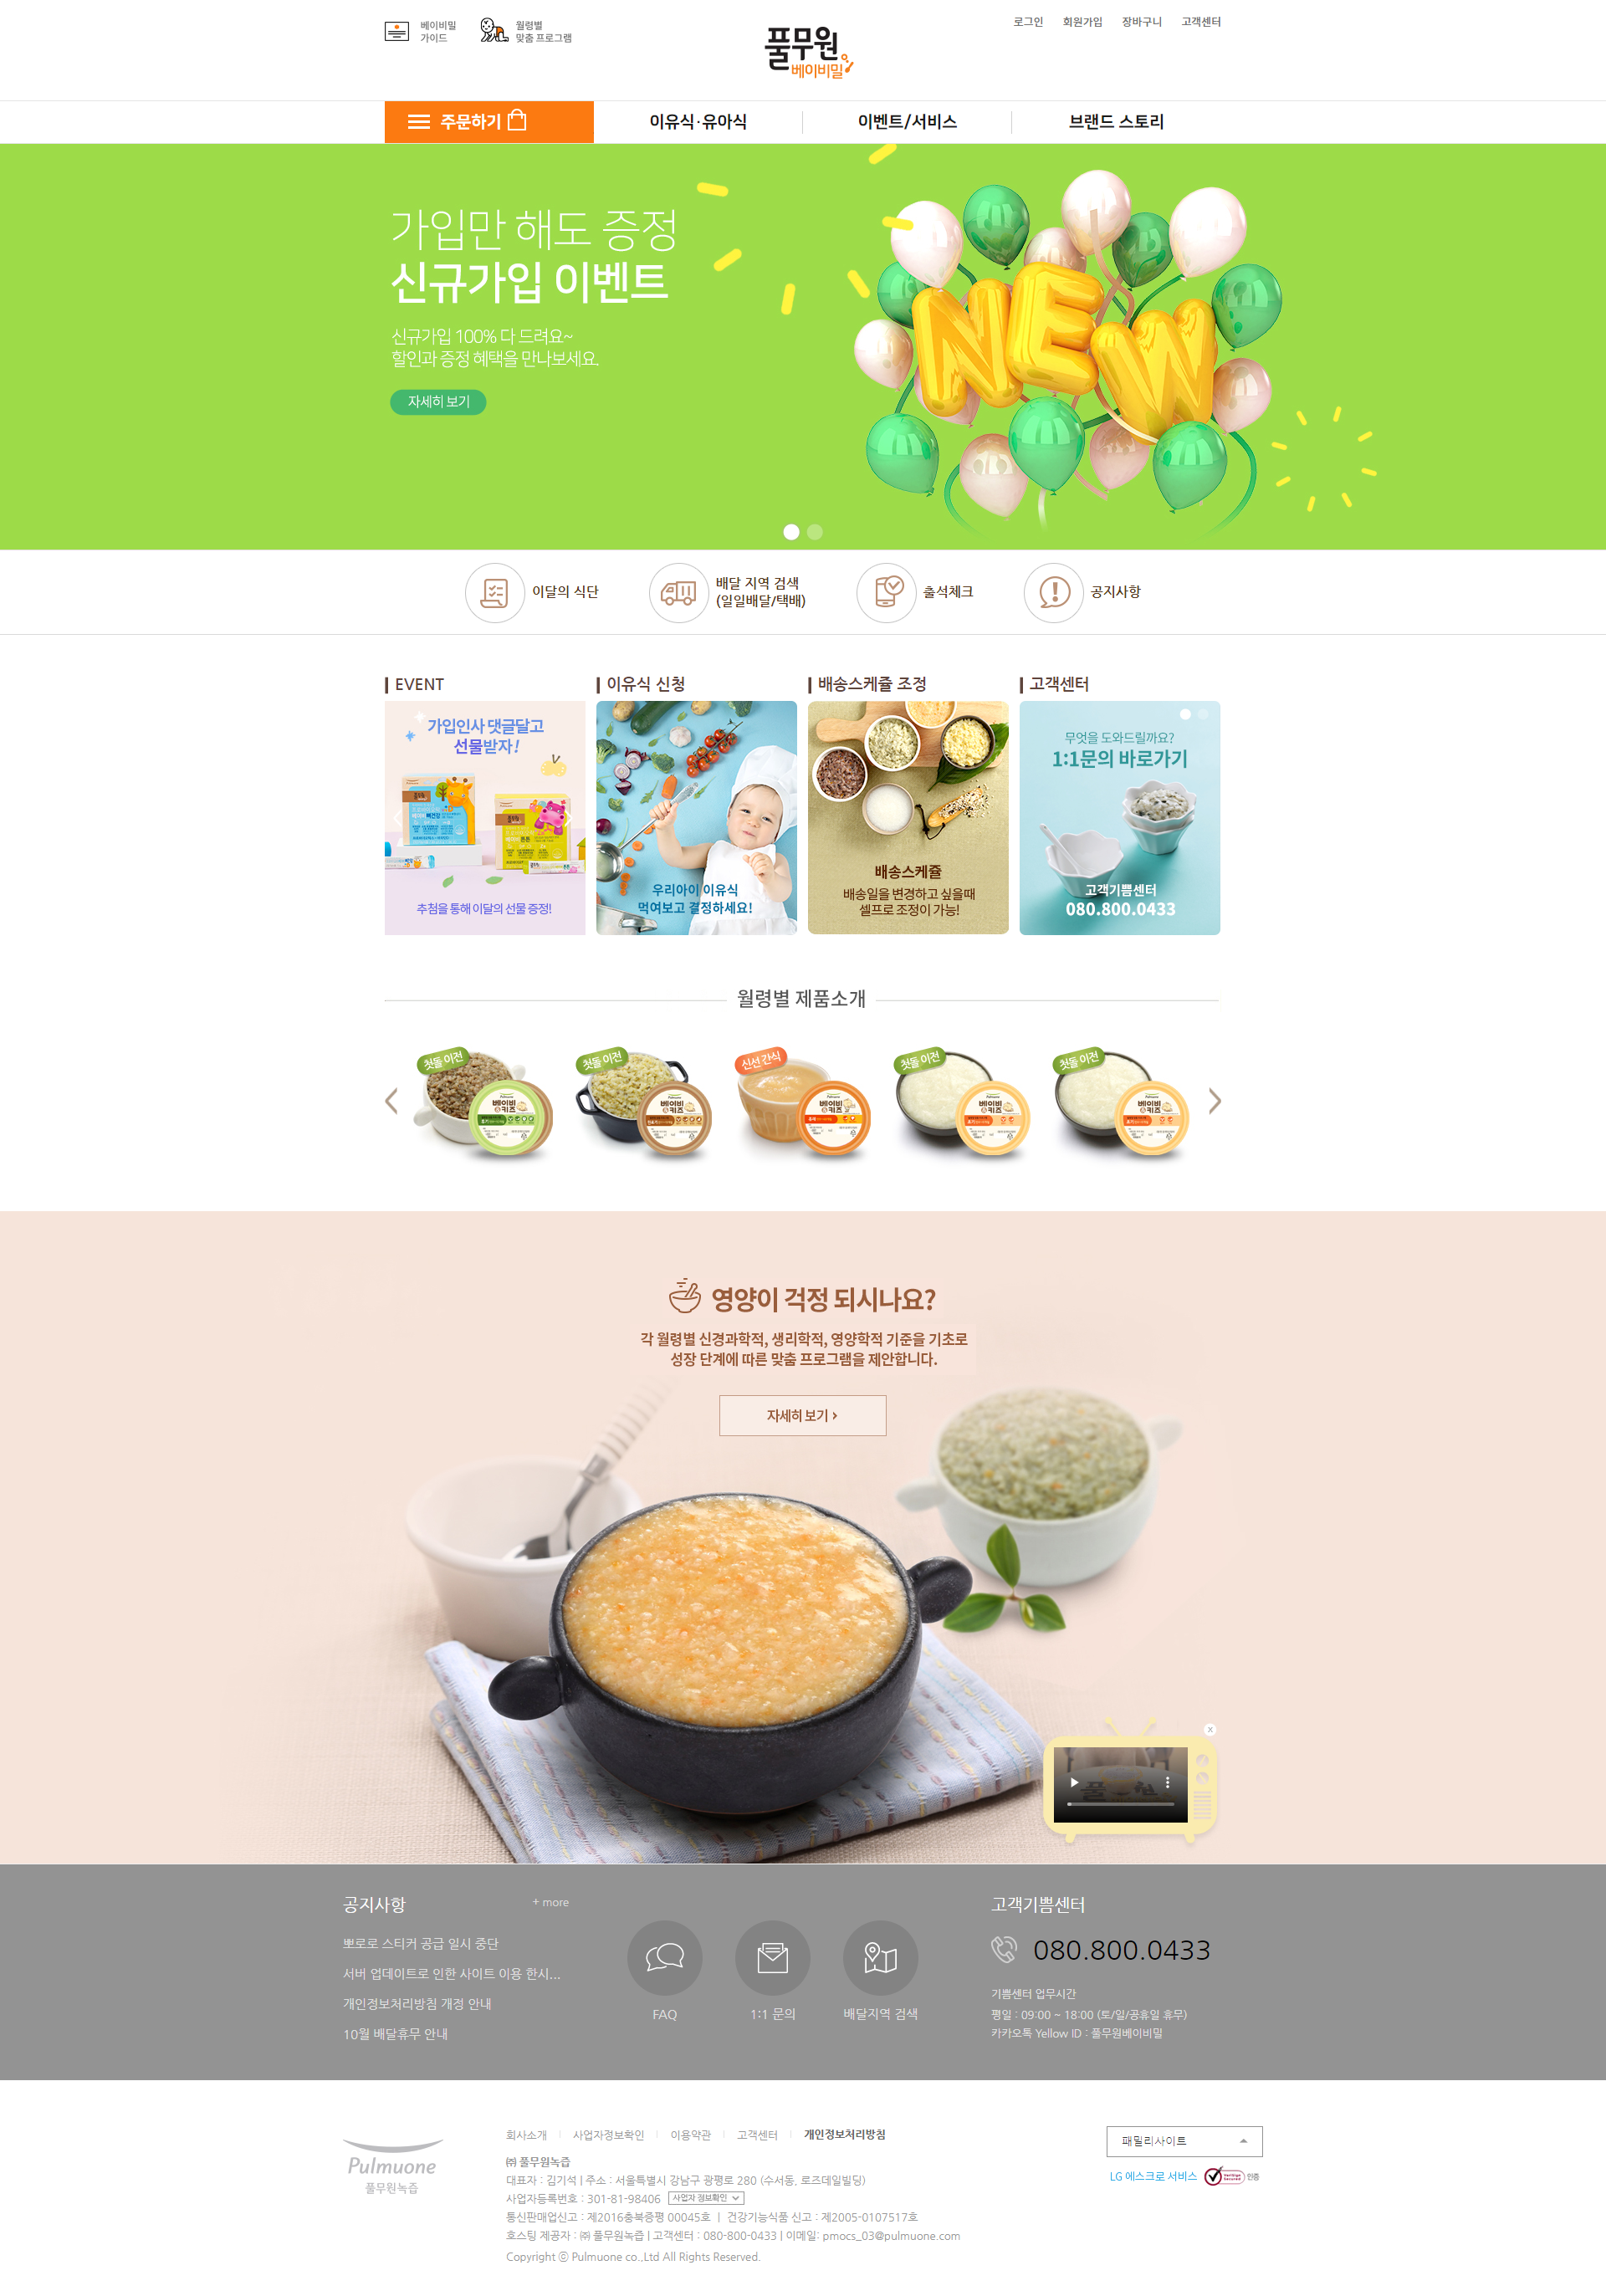 베이비밀
가이드
월령별
맞춤 프로그램
풀무원
베이비밀
로그인
회원가입
장바구니
고객센터
주문하기
이유식·유아식
이벤트/서비스
브랜드 스토리
가입만 해도 증정
신규가입 이벤트
신규가입 100% 다 드려요~
할인과 증정 혜택을 만나보세요.
자세히 보기
NEW
이달의 식단
배달 지역 검색
(일일배달/택배)
출석체크
공지사항
EVENT
가입인사 댓글달고
선물받자!
추첨을 통해 이달의 선물 증정!
이유식 신청
우리아이 이유식
먹여보고 결정하세요!
배송스케쥴 조정
배송스케쥴
배송일을 변경하고 싶을때
셀프로 조정이 가능!
고객센터
무엇을 도와드릴까요?
1:1문의 바로가기
고객기쁨센터
080.800.0433
월령별 제품소개
첫돌 이전
베이비
&키즈
첫돌 이전
베이비
&키즈
신선 간식
베이비
&키즈
첫돌 이전
베이비
&키즈
첫돌 이전
베이비
&키즈
영양이 걱정 되시나요?
각 월령별 신경과학적, 생리학적, 영양학적 기준을 기초로
성장 단계에 따른 맞춤 프로그램을 제안합니다.
자세히 보기 ›
x
공지사항
+ more
뽀로로 스티커 공급 일시 중단
서버 업데이트로 인한 사이트 이용 한시...
개인정보처리방침 개정 안내
10월 배달휴무 안내
FAQ
1:1 문의
배달지역 검색
고객기쁨센터
080.800.0433
기쁨센터 업무시간
평일 : 09:00 ~ 18:00 (토/일/공휴일 휴무)
카카오톡 Yellow ID : 풀무원베이비밀
Pulmuone
풀무원녹즙
회사소개
사업자정보확인
이용약관
고객센터
개인정보처리방침
㈜ 풀무원녹즙
대표자 : 김기석 | 주소 : 서울특별시 강남구 광평로 280 (수서동, 로즈데일빌딩)
사업자등록번호 : 301-81-98406 사업자 정보확인
통신판매업신고 : 제2016충북증평 00045호 | 건강기능식품 신고 : 제2005-0107517호
호스팅 제공자 : ㈜ 풀무원녹즙 | 고객센터 : 080-800-0433 | 이메일: pmocs_03@pulmuone.com
Copyright ⓒ Pulmuone co.,Ltd All Rights Reserved.
패밀리사이트
LG 에스크로 서비스
인증